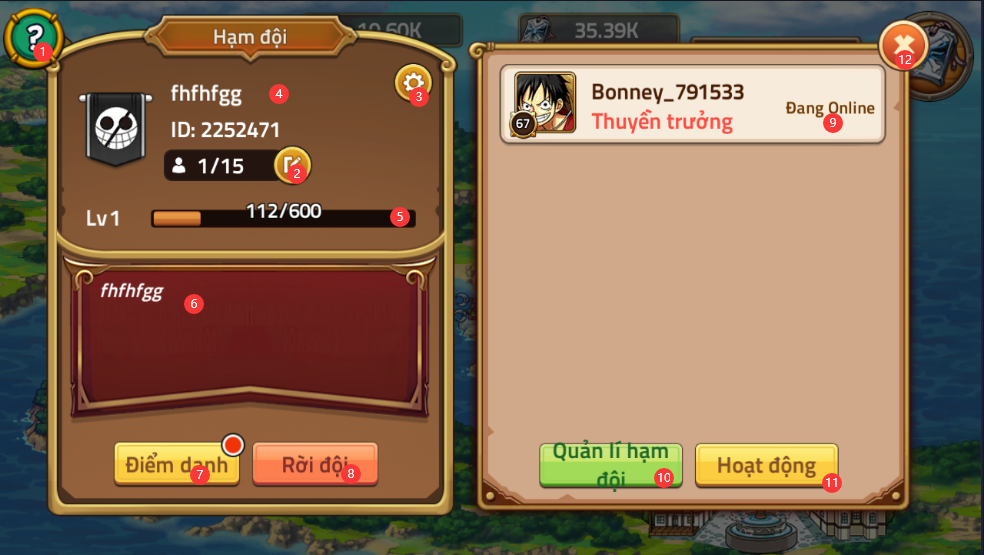 Hạm đội
10.60K
35.39K
?
1
12
fhfhfgg
4
3
ID: 2252471
1/15
2
Lv1
112/600
5
fhfhfgg
6
Điểm danh
7
Rời đội
8
67
Bonney_791533
Thuyền trưởng
Đang Online
9
Quản lí hạm
đội
10
Hoạt động
11